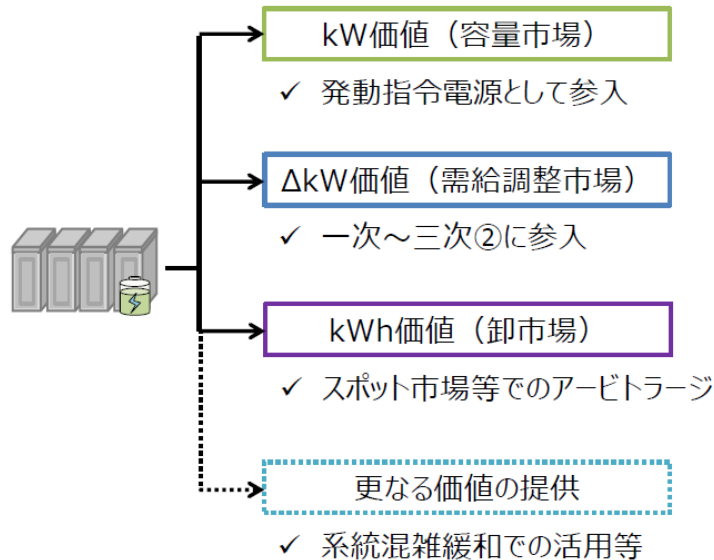 kW価値（容量市場）
✓ 発動指令電源として参入
ΔkW価値（需給調整市場）
✓ 一次～三次②に参入
kWh価値（卸市場）
✓ スポット市場等でのアービトラージ
更なる価値の提供
✓ 系統混雑緩和での活用等